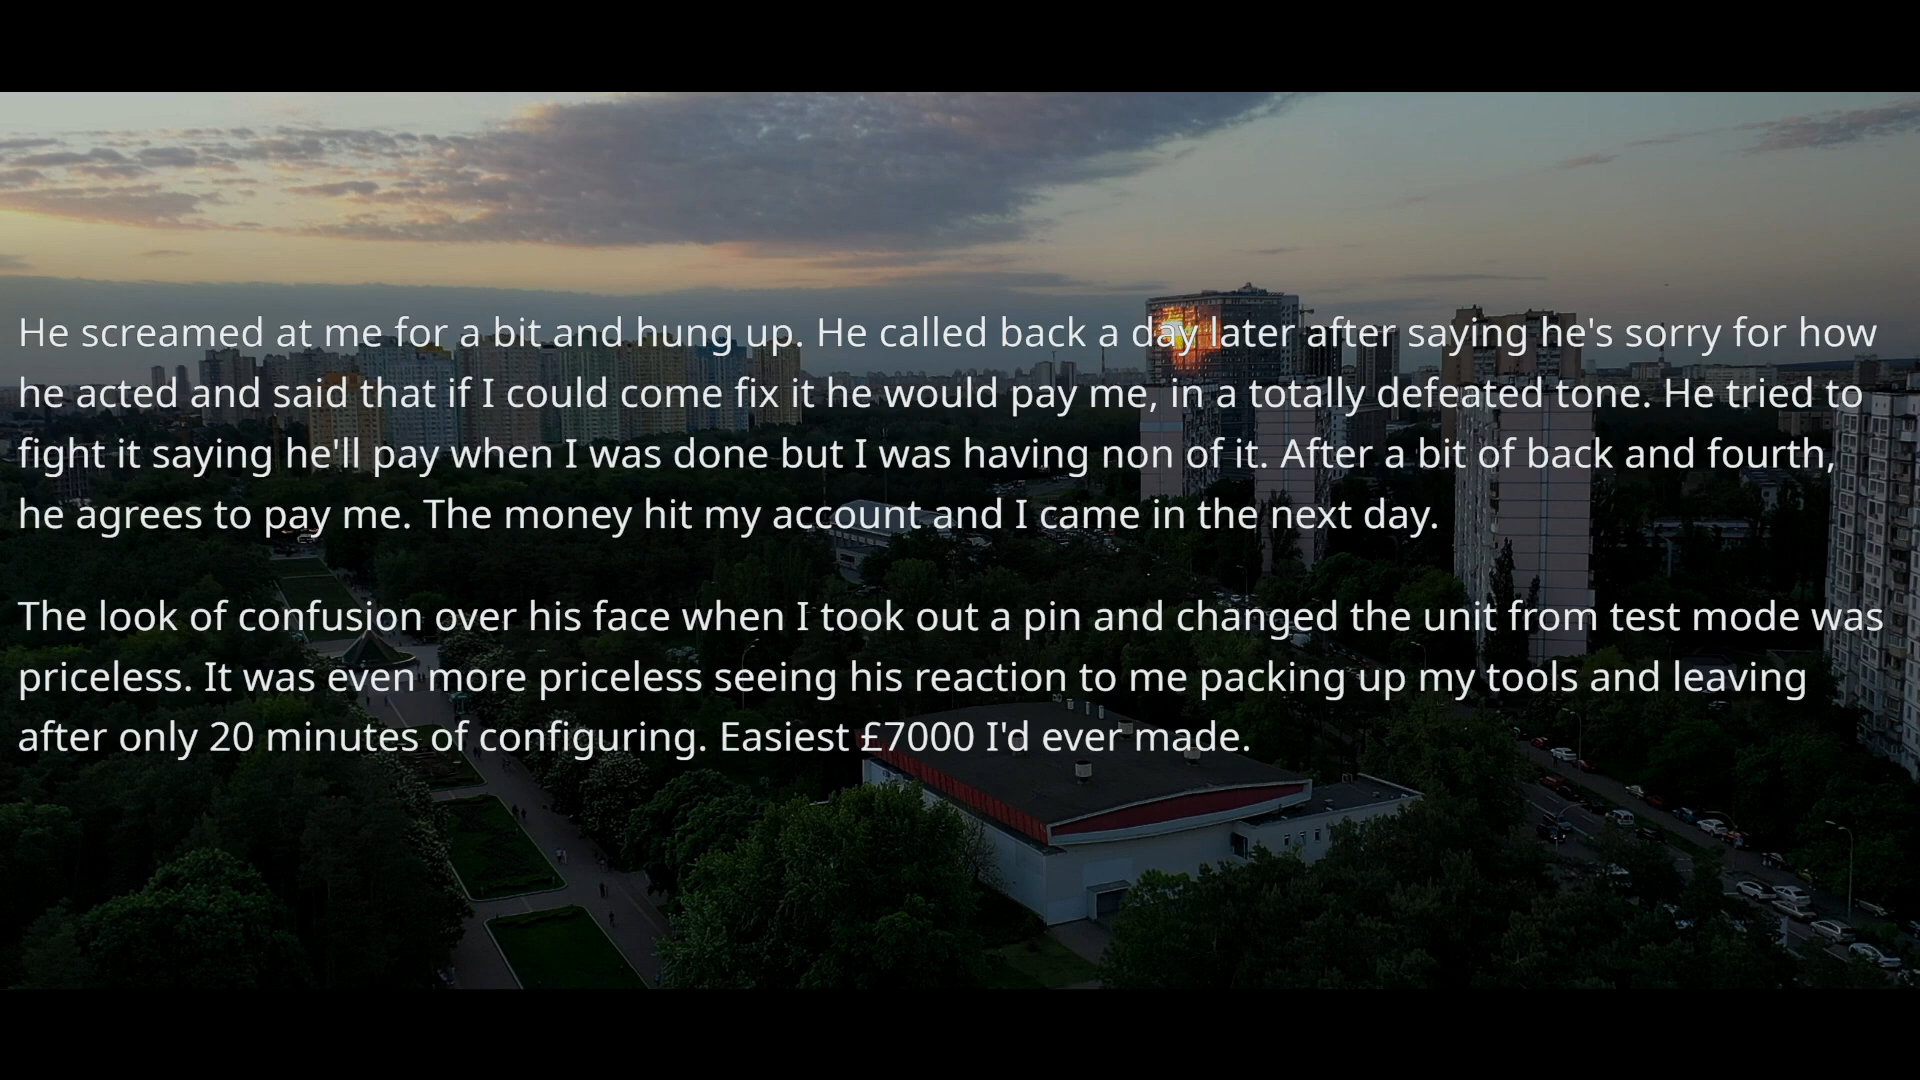 He screamed at me for a bit and hung up. He called back a day later after saying he's sorry for how
he acted and said that if I could come fix it he would pay me, in a totally defeated tone. He tried to
fight it saying he'll pay when I was done but I was having non of it. After a bit of back and fourth,
he agrees to pay me. The money hit my account and I came in the next day.
The look of confusion over his face when I took out a pin and changed the unit from test mode was
priceless. It was even more priceless seeing his reaction to me packing up my tools and leaving
after only 20 minutes of configuring. Easiest £7000 I'd ever made.